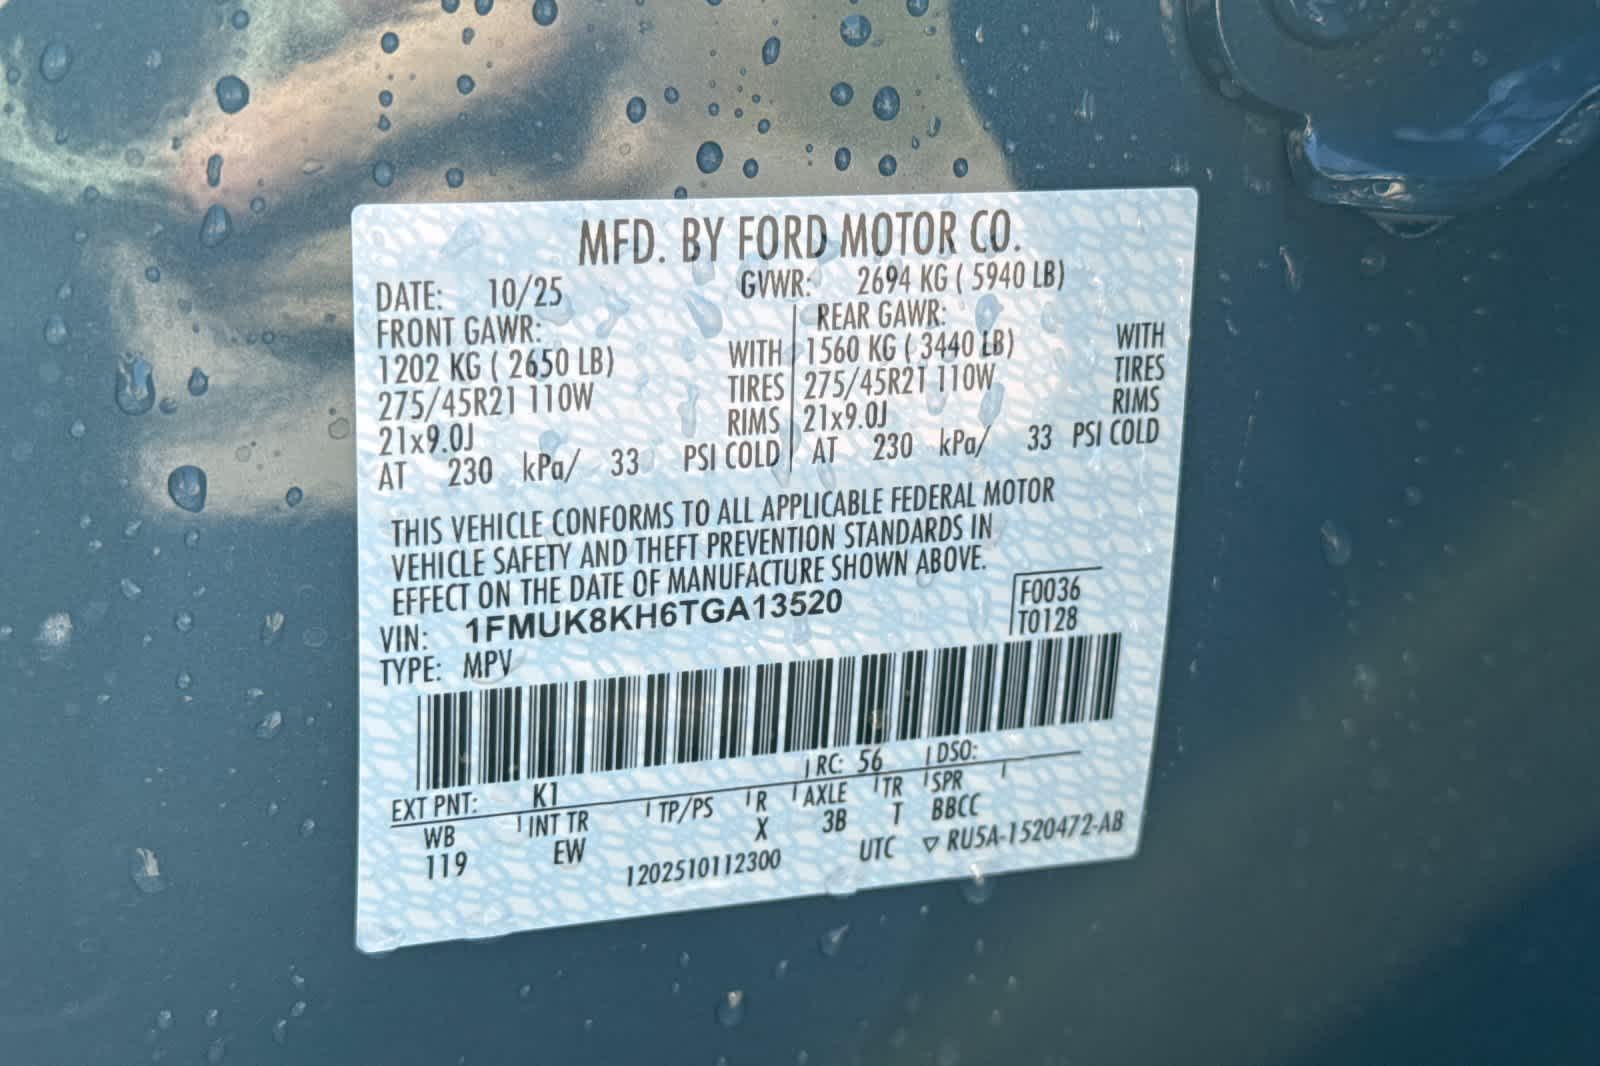 MFD. BY FORD MOTOR CO.
DATE: 10/25 GVWR: 2694 KG ( 5940 LB)
FRONT GAWR: REAR GAWR:
1202 KG ( 2650 LB) WITH 1560 KG ( 3440 LB) WITH
275/45R21 110W TIRES 275/45R21 110W TIRES
21x9.0J RIMS 21x9.0J RIMS
AT 230 kPa/ 33 PSI COLD AT 230 kPa/ 33 PSI COLD
THIS VEHICLE CONFORMS TO ALL APPLICABLE FEDERAL MOTOR
VEHICLE SAFETY AND THEFT PREVENTION STANDARDS IN
EFFECT ON THE DATE OF MANUFACTURE SHOWN ABOVE.
VIN: 1FMUK8KH6TGA13520 F0036
TYPE: MPV T0128
EXT PNT: K1 RC: 56 DSO:
WB INT TR TP/PS R AXLE TR SPR
119 EW X 3B T BBCC
1202510112300 UTC ▽ RU5A-1520472-AB